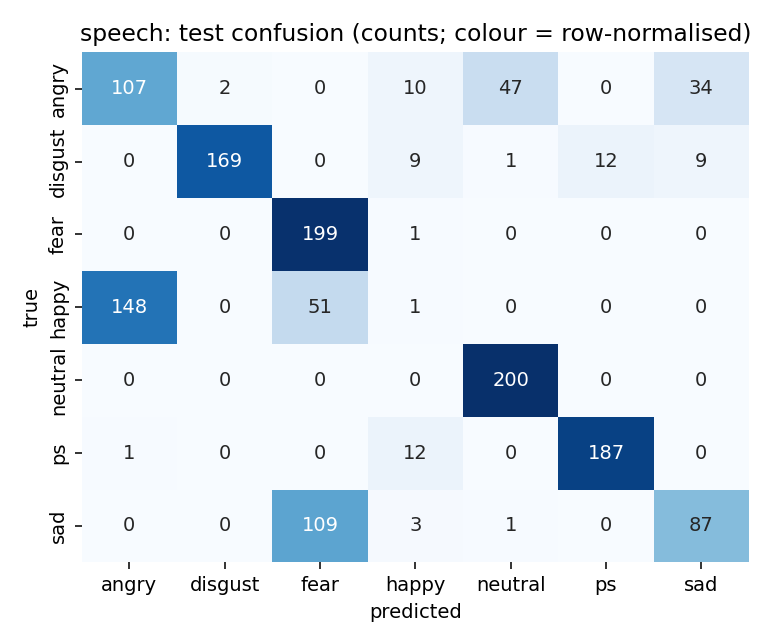 speech: test confusion (counts; colour = row-normalised)
angry 107 2 0 10 47 0 34
disgust 0 169 0 9 1 12 9
fear 0 0 199 1 0 0 0
happy 148 0 51 1 0 0 0
neutral 0 0 0 0 200 0 0
ps 1 0 0 12 0 187 0
sad 0 0 109 3 1 0 87
true
angry disgust fear happy neutral ps sad
predicted